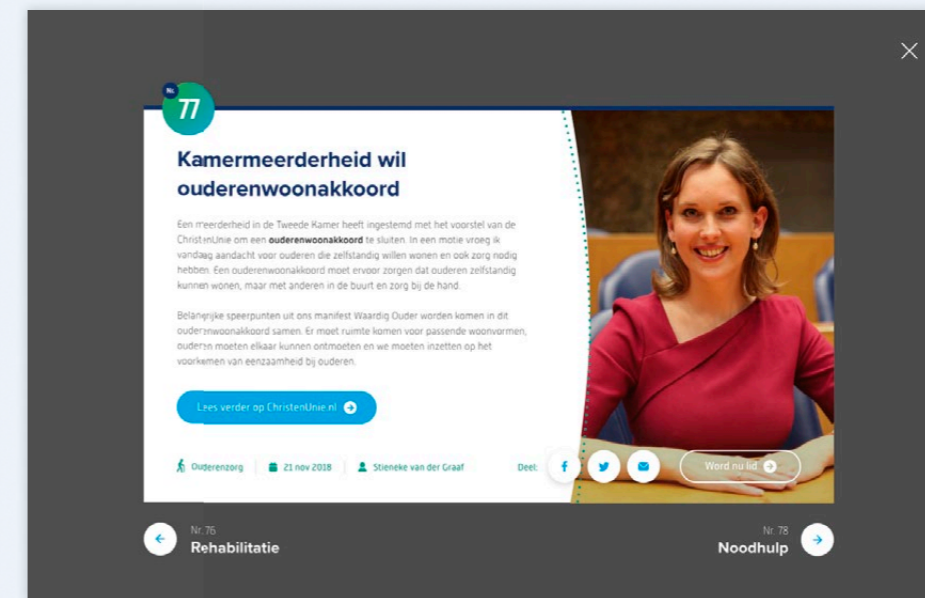 Nr.
77
Kamermeerderheid wil
ouderenwoonakkoord
Een meerderheid in de Tweede Kamer heeft ingestemd met het voorstel van de
ChristenUnie om een ouderenwoonakkoord te sluiten. In een motie vroeg ik
vandaag aandacht voor ouderen die zelfstandig willen wonen en ook zorg nodig
hebben. Een ouderenwoonakkoord moet ervoor zorgen dat ouderen zelfstandig
kunnen wonen, maar met anderen in de buurt en zorg bij de hand.
Belangrijke speerpunten uit ons manifest Waardig Ouder worden komen in dit
ouderenwoonakkoord samen. Er moet ruimte komen voor passende woonvormen,
ouderen moeten elkaar kunnen ontmoeten en we moeten inzetten op het
voorkomen van eenzaamheid bij ouderen.
Lees verder op ChristenUnie.nl
Ouderenzorg 21 nov 2018 Stieneke van der Graaf Deel: Word nu lid
Nr. 76
Rehabilitatie
Nr. 78
Noodhulp